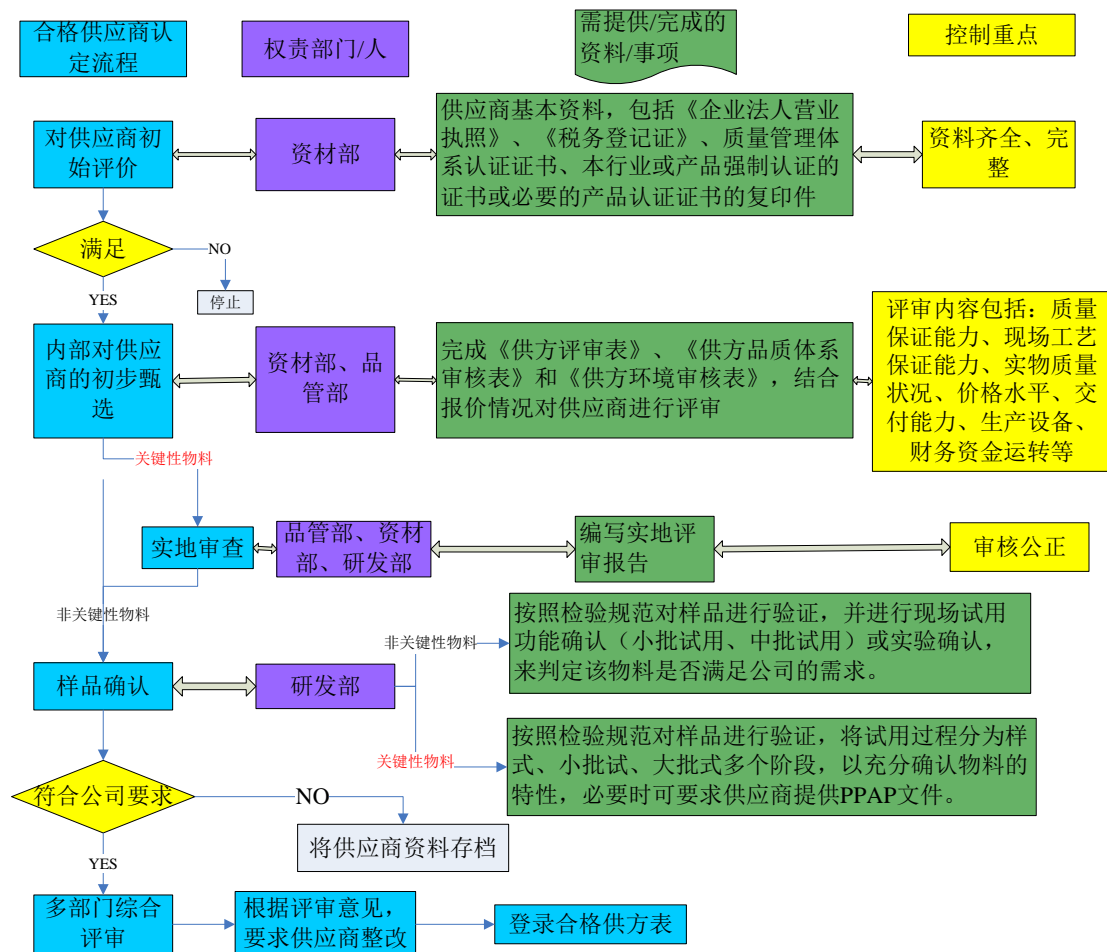 合格供应商认
定流程
权责部门/人
需提供/完成的
资料/事项
控制重点
对供应商初
始评价
资材部
供应商基本资料，包括《企业法人营业
执照》、《税务登记证》、质量管理体
系认证证书、本行业或产品强制认证的
证书或必要的产品认证证书的复印件
资料齐全、完
整
满足
NO
停止
YES
内部对供应
商的初步甄
选
资材部、品
管部
完成《供方评审表》、《供方品质体系
审核表》和《供方环境审核表》，结合
报价情况对供应商进行评审
评审内容包括：质量
保证能力、现场工艺
保证能力、实物质量
状况、价格水平、交
付能力、生产设备、
财务资金运转等
关键性物料
实地审查
品管部、资材
部、研发部
编写实地评
审报告
审核公正
非关键性物料
样品确认
研发部
非关键性物料
按照检验规范对样品进行验证，并进行现场试用
功能确认（小批试用、中批试用）或实验确认，
来判定该物料是否满足公司的需求。
关键性物料
按照检验规范对样品进行验证，将试用过程分为样
式、小批试、大批式多个阶段，以充分确认物料的
特性，必要时可要求供应商提供PPAP文件。
符合公司要求
NO
将供应商资料存档
YES
多部门综合
评审
根据评审意见，
要求供应商整改
登录合格供方表